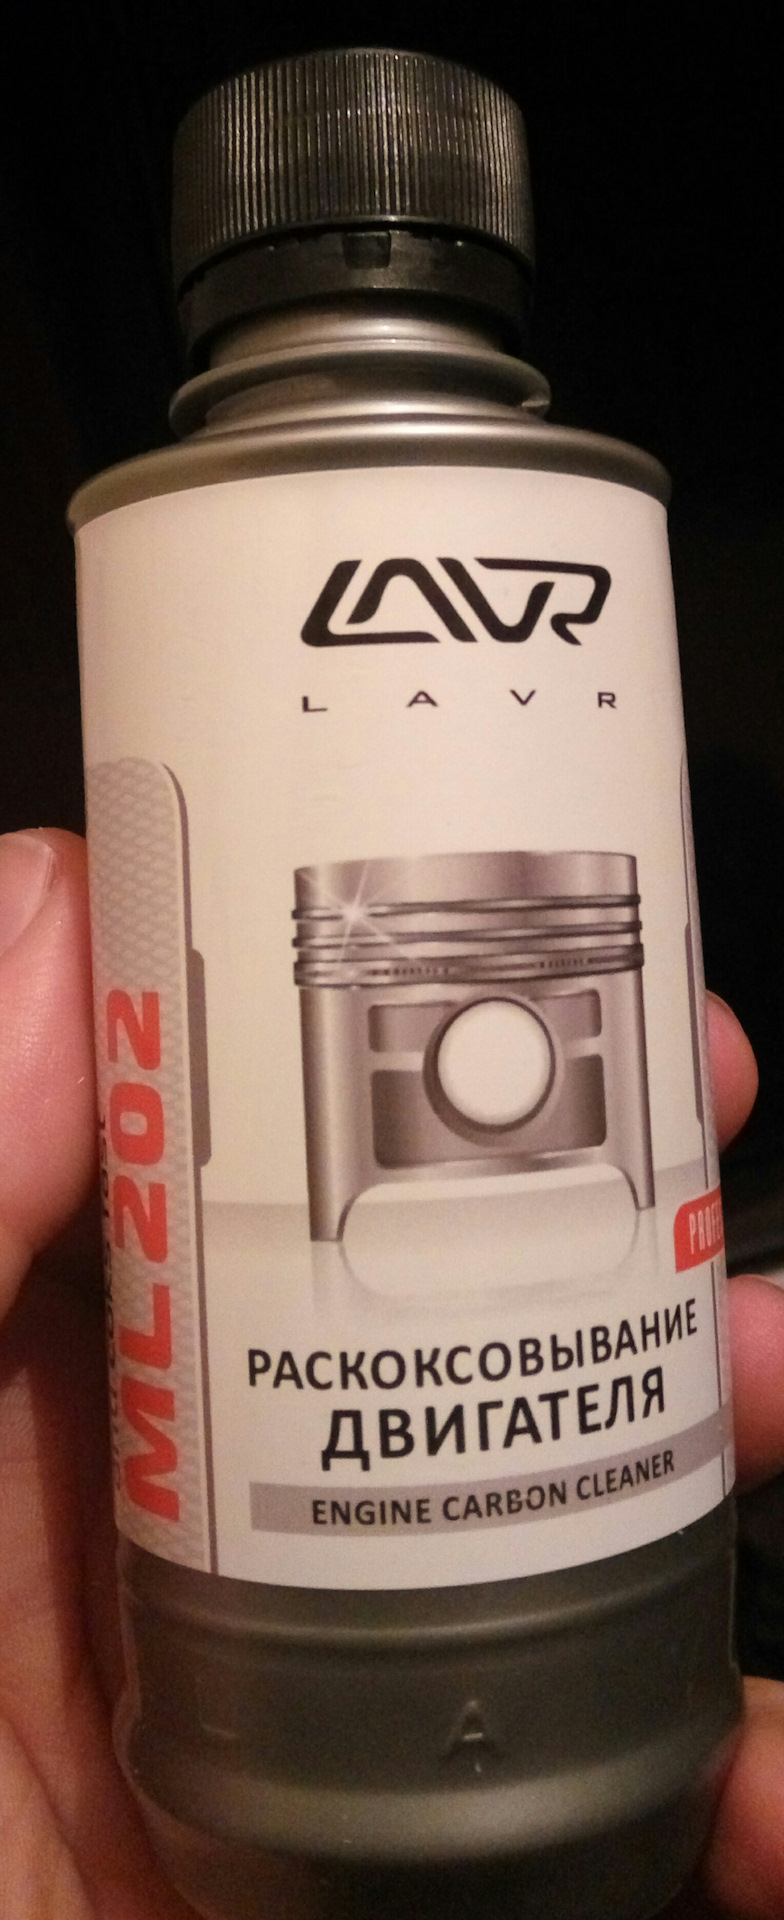 LAVR
LAVR
ML202
РАСКОКСОВЫВАНИЕ
ДВИГАТЕЛЯ
ENGINE CARBON CLEANER
A